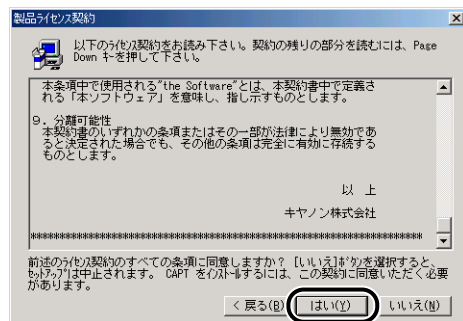 製品ライセンス契約
以下のライセンス契約をお読み下さい。契約の残りの部分を読むには、Page
Down キーを押して下さい。
本条項中で使用される"the Software"とは、本契約書中で定義さ
れる「本ソフトウェア」を意味し、指し示すものとします。
9．分離可能性
本契約書のいずれかの条項またはその一部が法律により無効であ
ると決定された場合でも、その他の条項は完全に有効に存続する
ものとします。
以　上
キヤノン株式会社
前述のライセンス契約のすべての条項に同意しますか？ [いいえ]ボタンを選択すると、
セットアップは中止されます。 CAPT をインストールするには、この契約に同意いただく必要
があります。
< 戻る(B)　はい(Y)　いいえ(N)